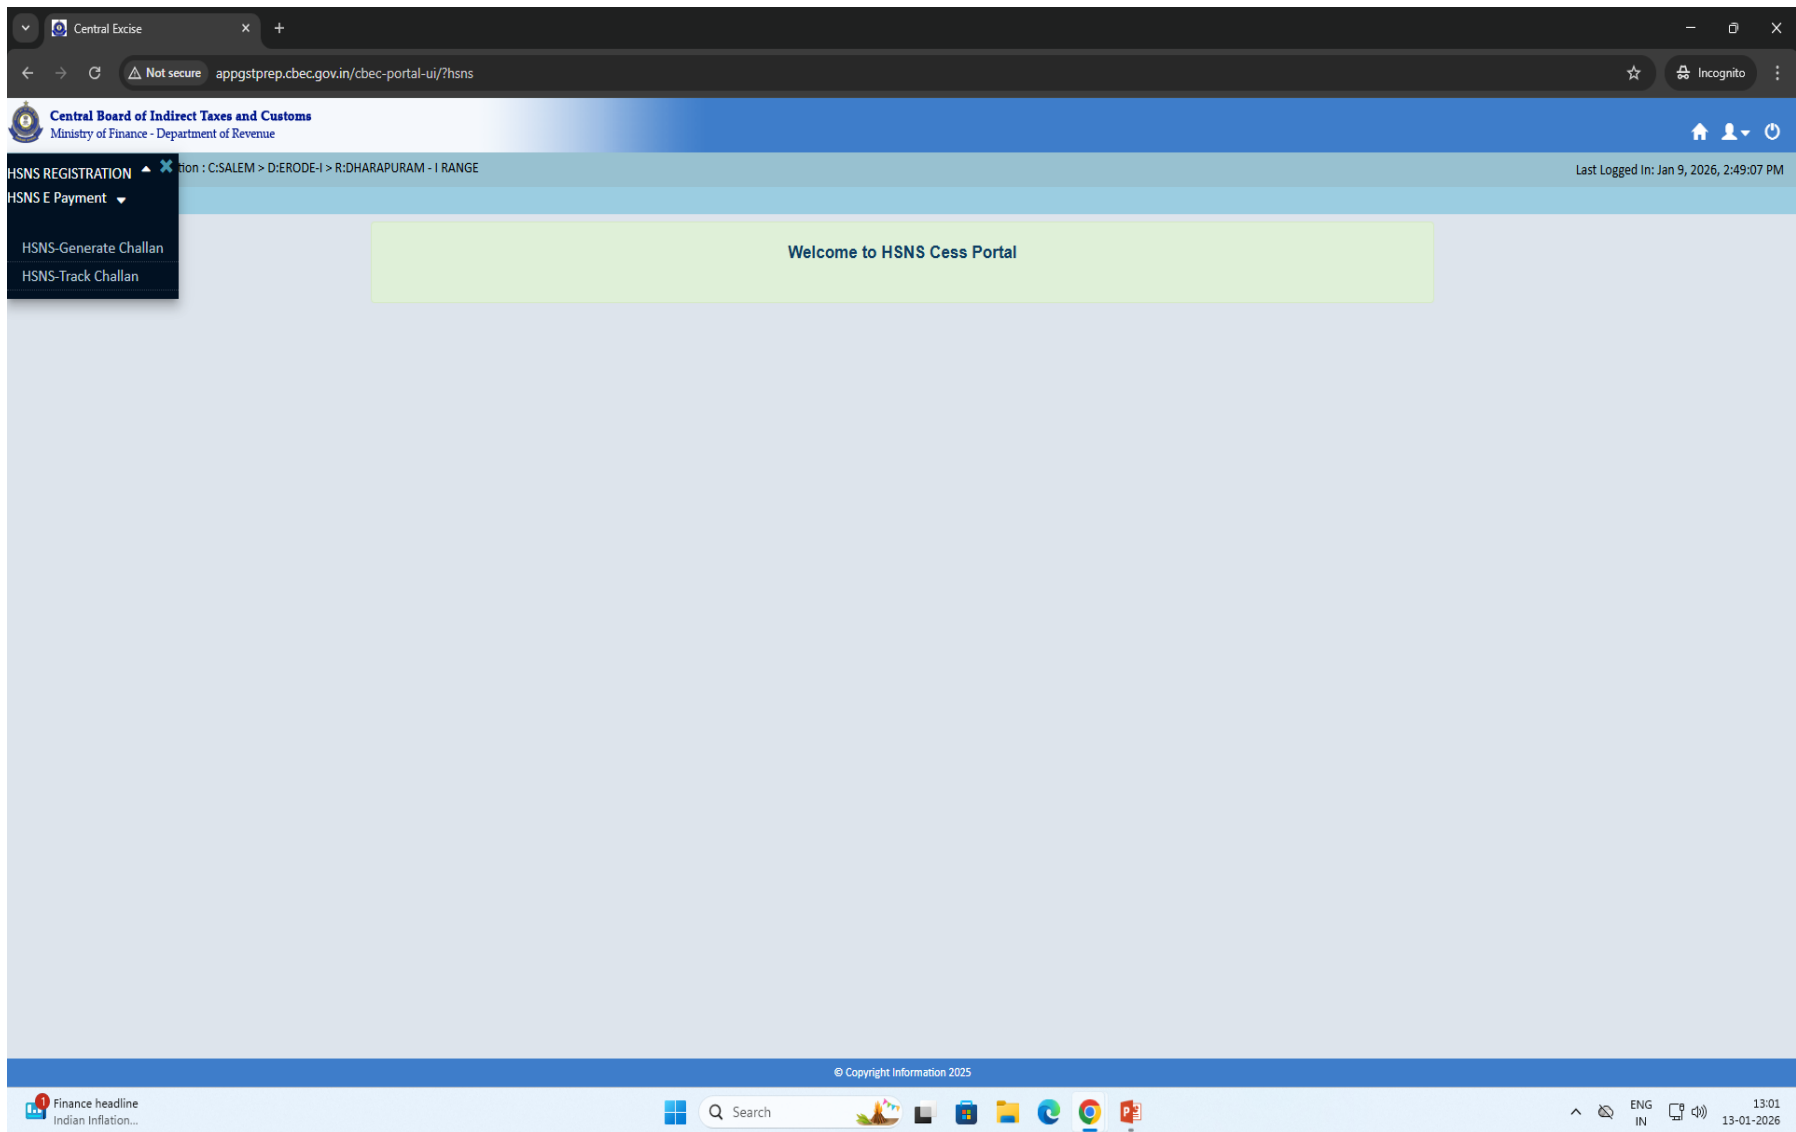 Central Excise
Not secure
appgstprep.cbec.gov.in/cbec-portal-ui/?hsns
Incognito
Central Board of Indirect Taxes and Customs
Ministry of Finance - Department of Revenue
HSNS REGISTRATION
tion : C:SALEM > D:ERODE-I > R:DHARAPURAM - I RANGE
Last Logged In: Jan 9, 2026, 2:49:07 PM
HSNS E Payment
HSNS-Generate Challan
HSNS-Track Challan
Welcome to HSNS Cess Portal
© Copyright Information 2025
1
Finance headline
Indian Inflation...
Search
ENG
IN
13:01
13-01-2026